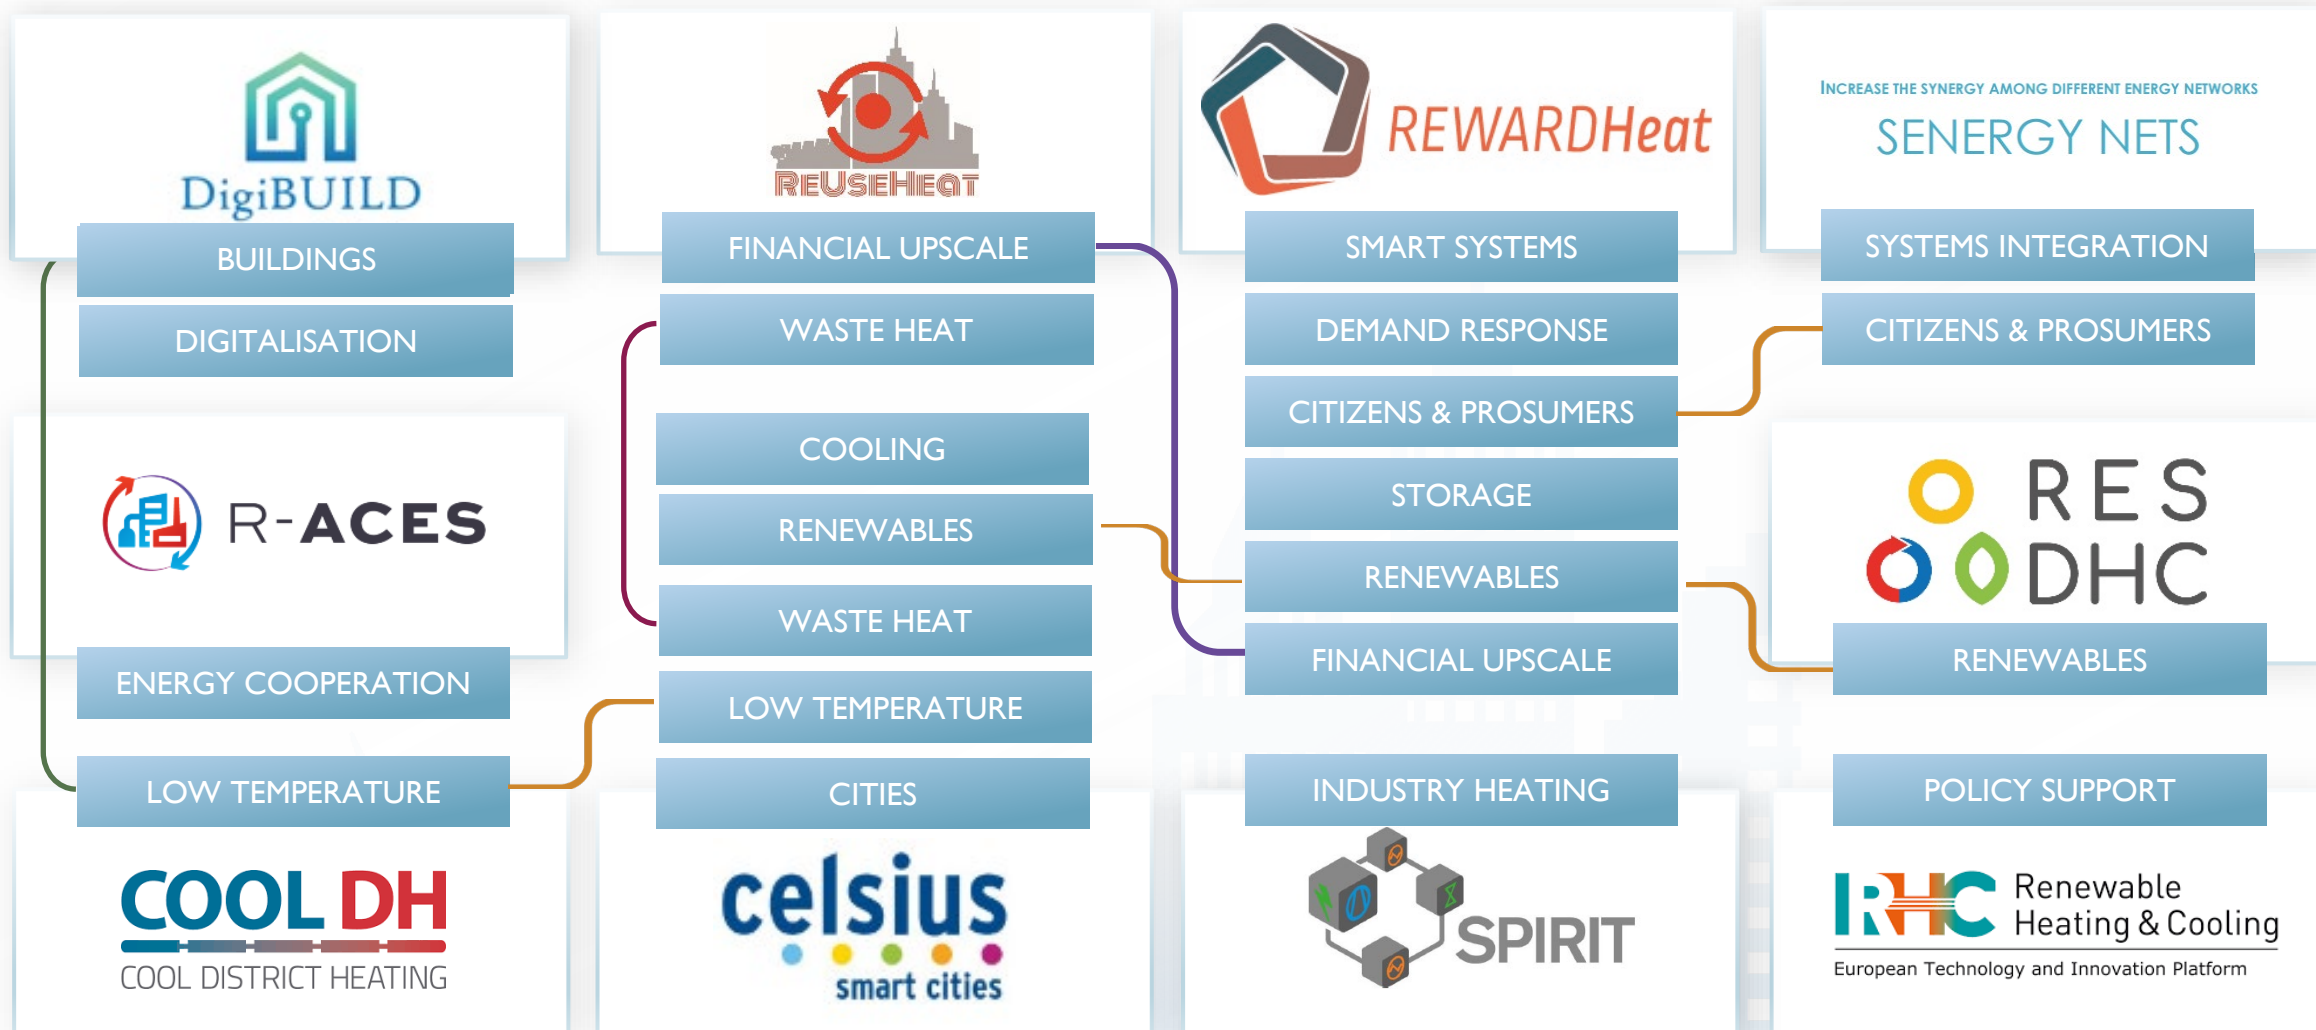 DigiBUILD
BUILDINGS
DIGITALISATION
R-ACES
ENERGY COOPERATION
LOW TEMPERATURE
COOL DH
COOL DISTRICT HEATING
REUSEHEAT
FINANCIAL UPSCALE
WASTE HEAT
COOLING
RENEWABLES
WASTE HEAT
LOW TEMPERATURE
CITIES
celsius
smart cities
REWARDHeat
SMART SYSTEMS
DEMAND RESPONSE
CITIZENS & PROSUMERS
STORAGE
RENEWABLES
FINANCIAL UPSCALE
INDUSTRY HEATING
SPIRIT
INCREASE THE SYNERGY AMONG DIFFERENT ENERGY NETWORKS
SENERGY NETS
SYSTEMS INTEGRATION
CITIZENS & PROSUMERS
RES
DHC
RENEWABLES
POLICY SUPPORT
RHC Renewable
Heating & Cooling
European Technology and Innovation Platform